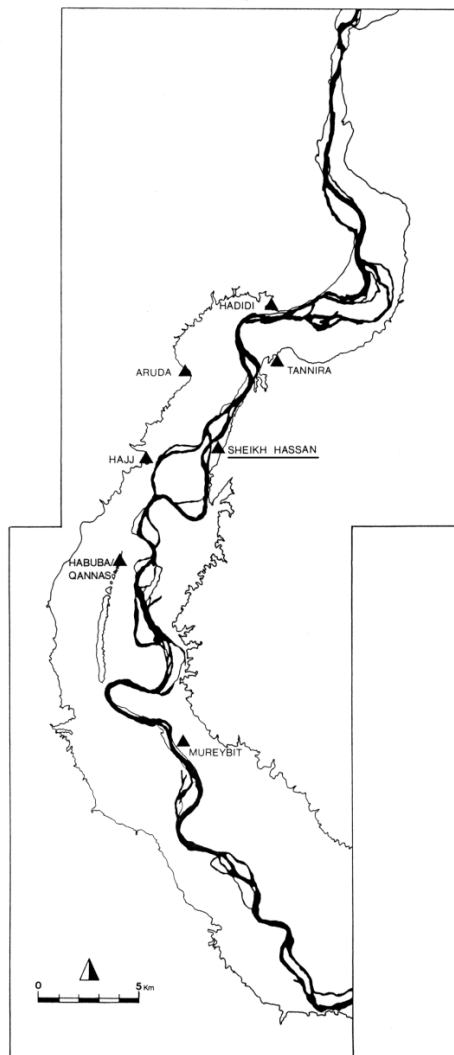 HADIDI
TANNIRA
ARUDA
SHEIKH HASSAN
HAJJ
HABUBA/
QANNAS
MUREYBIT
0 5 Km